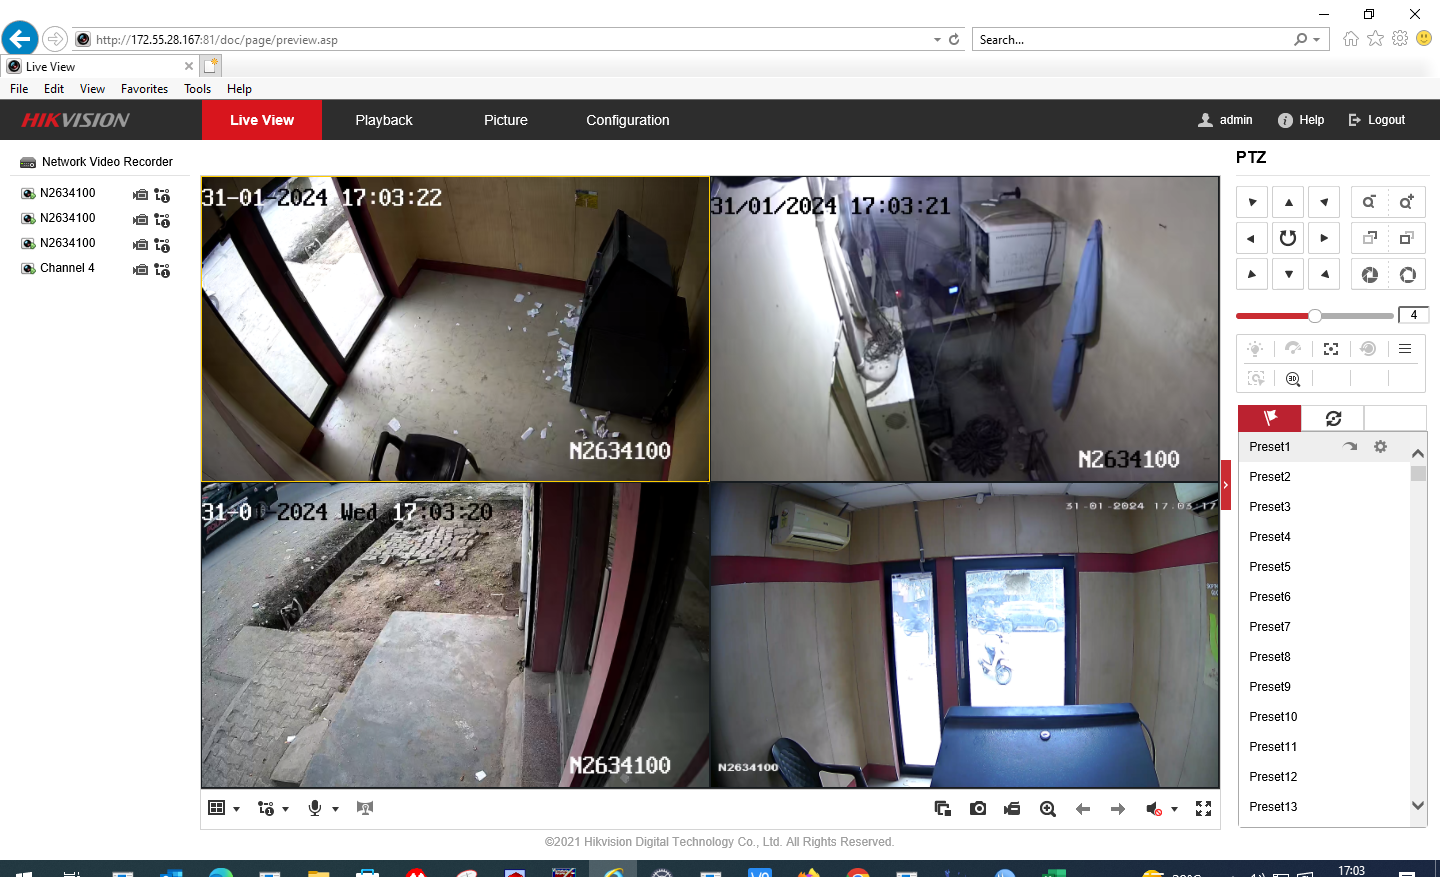 http://172.55.28.167:81/doc/page/preview.asp
Search...
Live View
File Edit View Favorites Tools Help
HIKVISION
Live View Playback Picture Configuration
admin Help Logout
Network Video Recorder
N2634100
N2634100
N2634100
Channel 4
31-01-2024 17:03:22
N2634100
31/01/2024 17:03:21
N2634100
31-01-2024 Wed 17:03:20
N2634100
31-01-2024 17:03:17
N2634100
PTZ
4
3D
Preset1
Preset2
Preset3
Preset4
Preset5
Preset6
Preset7
Preset8
Preset9
Preset10
Preset11
Preset12
Preset13
©2021 Hikvision Digital Technology Co., Ltd. All Rights Reserved.
17:03